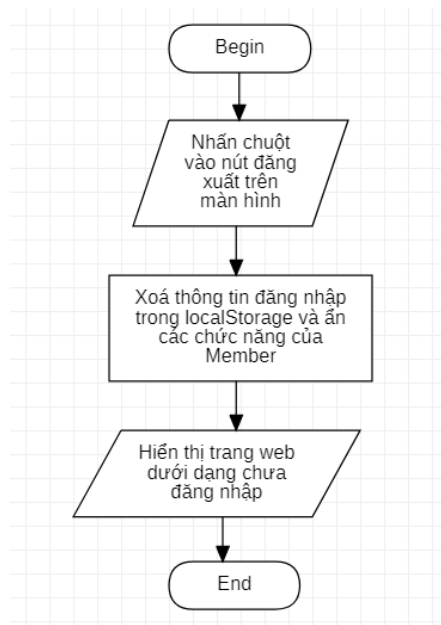 Begin
Nhấn chuột
vào nút đăng
xuất trên
màn hình
Xoá thông tin đăng nhập
trong localStorage và ẩn
các chức năng của
Member
Hiển thị trang web
dưới dạng chưa
đăng nhập
End